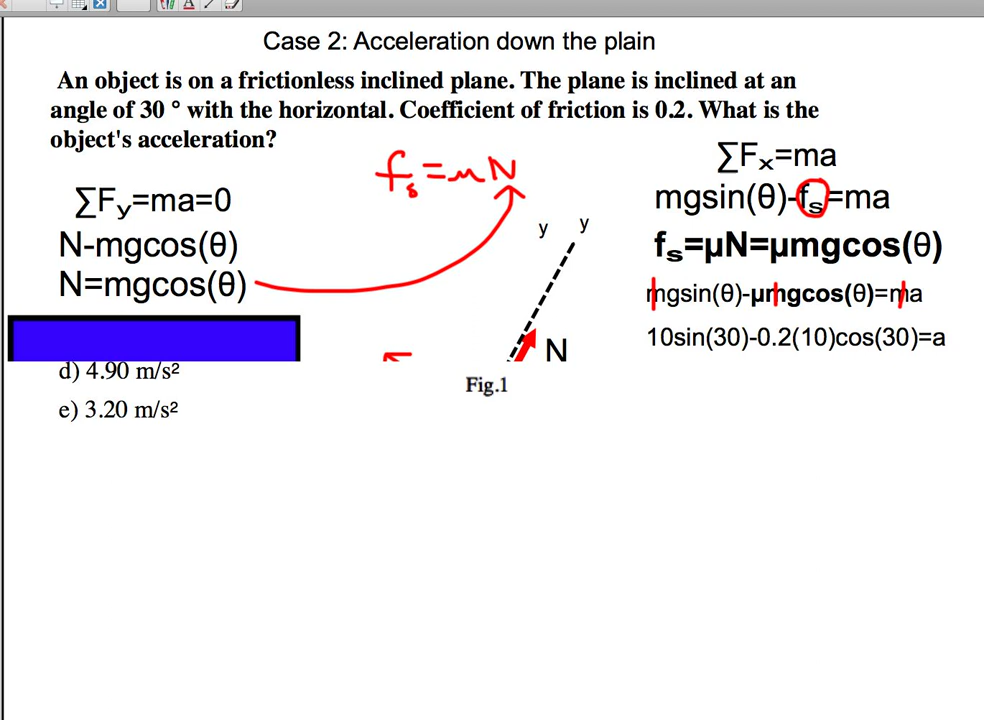 Case 2: Acceleration down the plain
An object is on a frictionless inclined plane. The plane is inclined at an
angle of 30 ° with the horizontal. Coefficient of friction is 0.2. What is the
object's acceleration?
fs=μN
∑Fy=ma=0
N-mgcos(θ)
N=mgcos(θ)
d) 4.90 m/s²
e) 3.20 m/s²
y y
N
Fig.1
∑Fx=ma
mgsin(θ)-fs=ma
fs=μN=μmgcos(θ)
mgsin(θ)-μmgcos(θ)=ma
10sin(30)-0.2(10)cos(30)=a